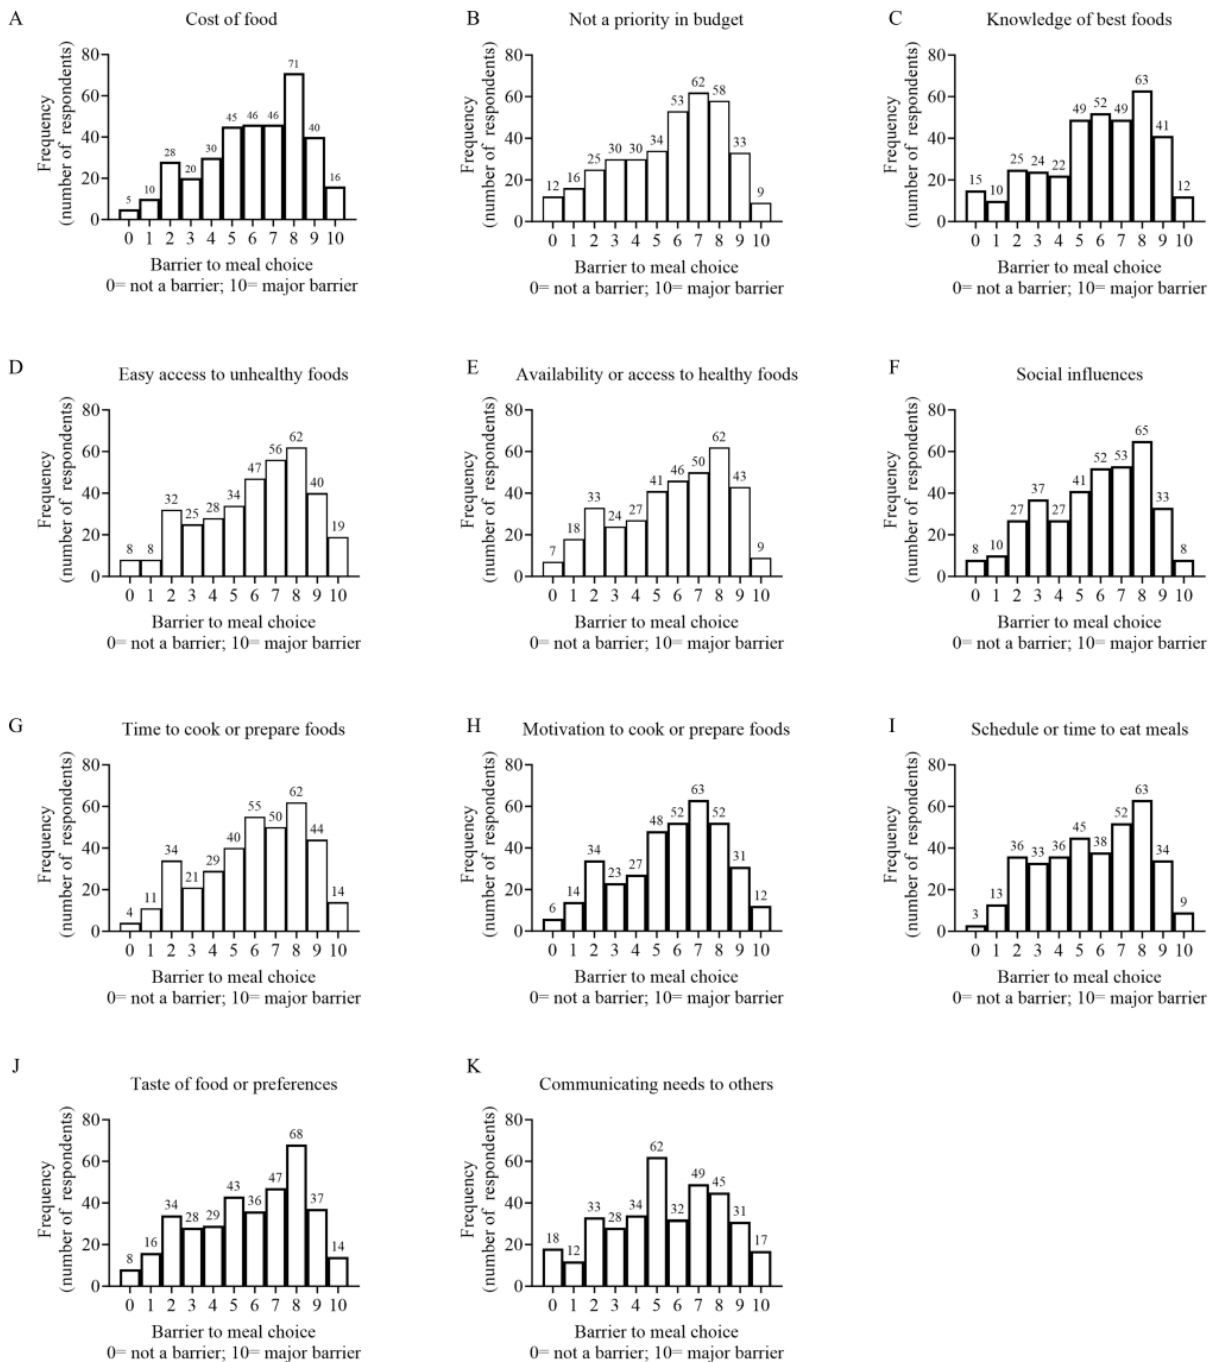 A
Cost of food
Frequency
(number of respondents)
80
60
40
20
0
5
10
28
20
30
45
46
46
71
40
16
0 1 2 3 4 5 6 7 8 9 10
Barrier to meal choice
0= not a barrier; 10= major barrier
B
Not a priority in budget
Frequency
(number of respondents)
80
60
40
20
0
12
16
25
30
30
34
53
62
58
33
9
0 1 2 3 4 5 6 7 8 9 10
Barrier to meal choice
0= not a barrier; 10= major barrier
C
Knowledge of best foods
Frequency
(number of respondents)
80
60
40
20
0
15
10
25
24
22
49
52
49
63
41
12
0 1 2 3 4 5 6 7 8 9 10
Barrier to meal choice
0= not a barrier; 10= major barrier
D
Easy access to unhealthy foods
Frequency
(number of respondents)
80
60
40
20
0
8
8
32
25
28
34
47
56
62
40
19
0 1 2 3 4 5 6 7 8 9 10
Barrier to meal choice
0= not a barrier; 10= major barrier
E
Availability or access to healthy foods
Frequency
(number of respondents)
80
60
40
20
0
7
18
33
24
27
41
46
50
62
43
9
0 1 2 3 4 5 6 7 8 9 10
Barrier to meal choice
0= not a barrier; 10= major barrier
F
Social influences
Frequency
(number of respondents)
80
60
40
20
0
8
10
27
37
27
41
52
53
65
33
8
0 1 2 3 4 5 6 7 8 9 10
Barrier to meal choice
0= not a barrier; 10= major barrier
G
Time to cook or prepare foods
Frequency
(number of respondents)
80
60
40
20
0
4
11
34
21
29
40
55
50
62
44
14
0 1 2 3 4 5 6 7 8 9 10
Barrier to meal choice
0= not a barrier; 10= major barrier
H
Motivation to cook or prepare foods
Frequency
(number of respondents)
80
60
40
20
0
6
14
34
23
27
48
52
63
52
31
12
0 1 2 3 4 5 6 7 8 9 10
Barrier to meal choice
0= not a barrier; 10= major barrier
I
Schedule or time to eat meals
Frequency
(number of respondents)
80
60
40
20
0
3
13
36
33
36
45
38
52
63
34
9
0 1 2 3 4 5 6 7 8 9 10
Barrier to meal choice
0= not a barrier; 10= major barrier
J
Taste of food or preferences
Frequency
(number of respondents)
80
60
40
20
0
8
16
34
28
29
43
36
47
68
37
14
0 1 2 3 4 5 6 7 8 9 10
Barrier to meal choice
0= not a barrier; 10= major barrier
K
Communicating needs to others
Frequency
(number of respondents)
80
60
40
20
0
18
12
33
28
34
62
32
49
45
31
17
0 1 2 3 4 5 6 7 8 9 10
Barrier to meal choice
0= not a barrier; 10= major barrier